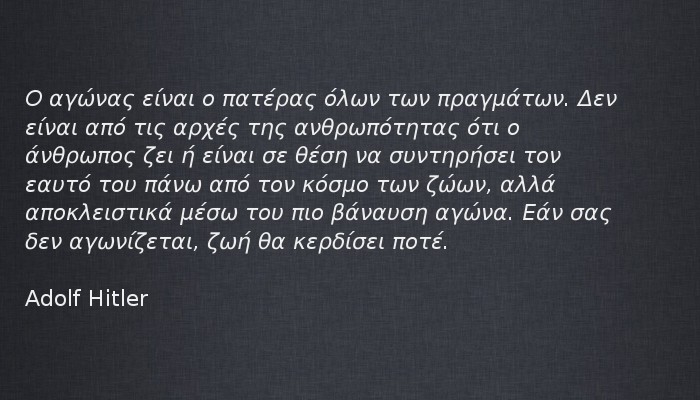 Ο αγώνας είναι ο πατέρας όλων των πραγμάτων. Δεν
είναι από τις αρχές της ανθρωπότητας ότι ο
άνθρωπος ζει ή είναι σε θέση να συντηρήσει τον
εαυτό του πάνω από τον κόσμο των ζώων, αλλά
αποκλειστικά μέσω του πιο βάναυση αγώνα. Εάν σας
δεν αγωνίζεται, ζωή θα κερδίσει ποτέ.
Adolf Hitler